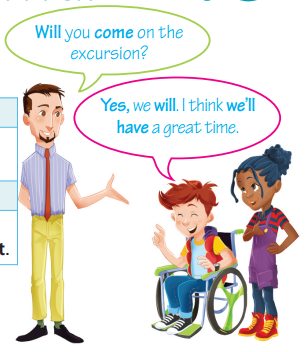 Will you come on the
excursion?
Yes, we will. I think we'll
have a great time.
t.